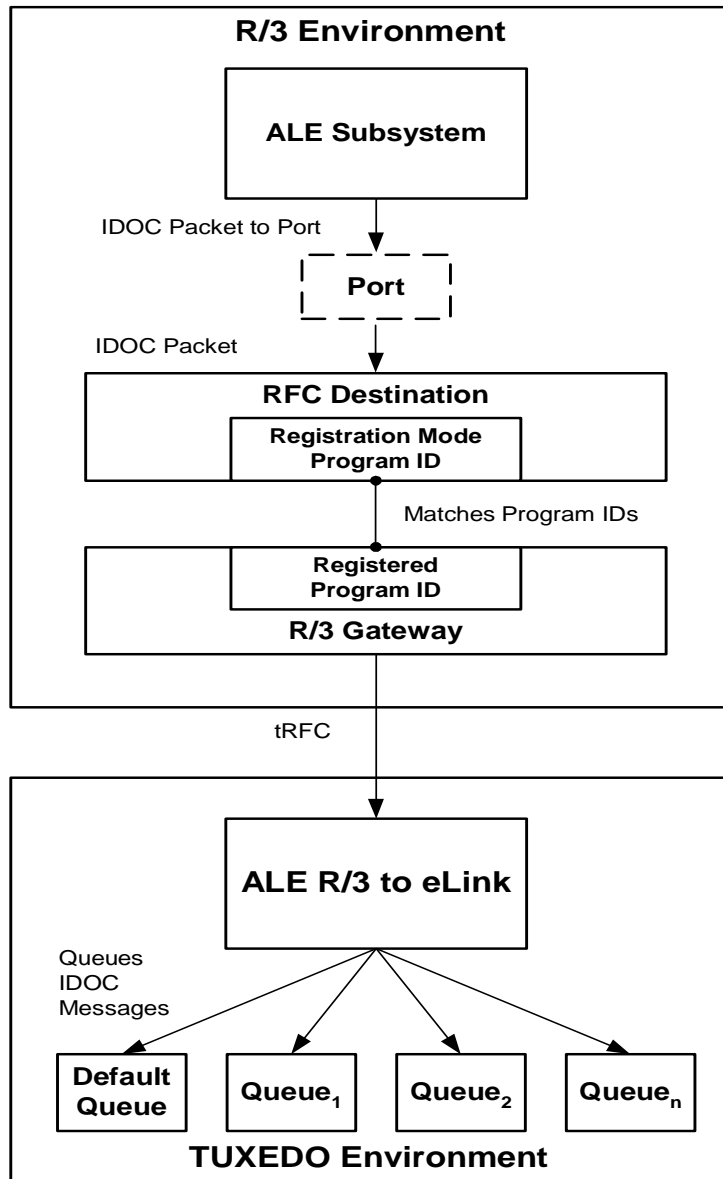 R/3 Environment
ALE Subsystem
IDOC Packet to Port
Port
IDOC Packet
RFC Destination
Registration Mode
Program ID
Matches Program IDs
Registered
Program ID
R/3 Gateway
tRFC
ALE R/3 to eLink
Queues
IDOC
Messages
Default
Queue
Queue1
Queue2
Queuen
TUXEDO Environment